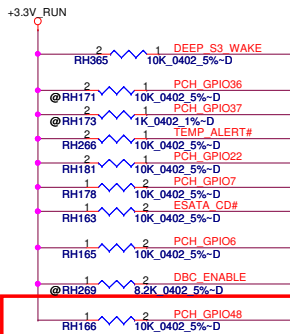 +3.3V_RUN
2 1 DEEP_S3_WAKE
RH365 10K_0402_5%~D
2 1 PCH_GPIO36
@RH171 10K_0402_5%~D
2 1 PCH_GPIO37
@RH173 1K_0402_1%~D
2 1 TEMP_ALERT#
RH266 10K_0402_5%~D
2 1 PCH_GPIO22
RH181 10K_0402_5%~D
1 2 PCH_GPIO7
RH178 10K_0402_5%~D
1 2 ESATA_CD#
RH163 10K_0402_5%~D
1 2 PCH_GPIO6
RH165 10K_0402_5%~D
1 2 DBC_ENABLE
@RH269 8.2K_0402_5%~D
1 2 PCH_GPIO48
RH166 10K_0402_5%~D